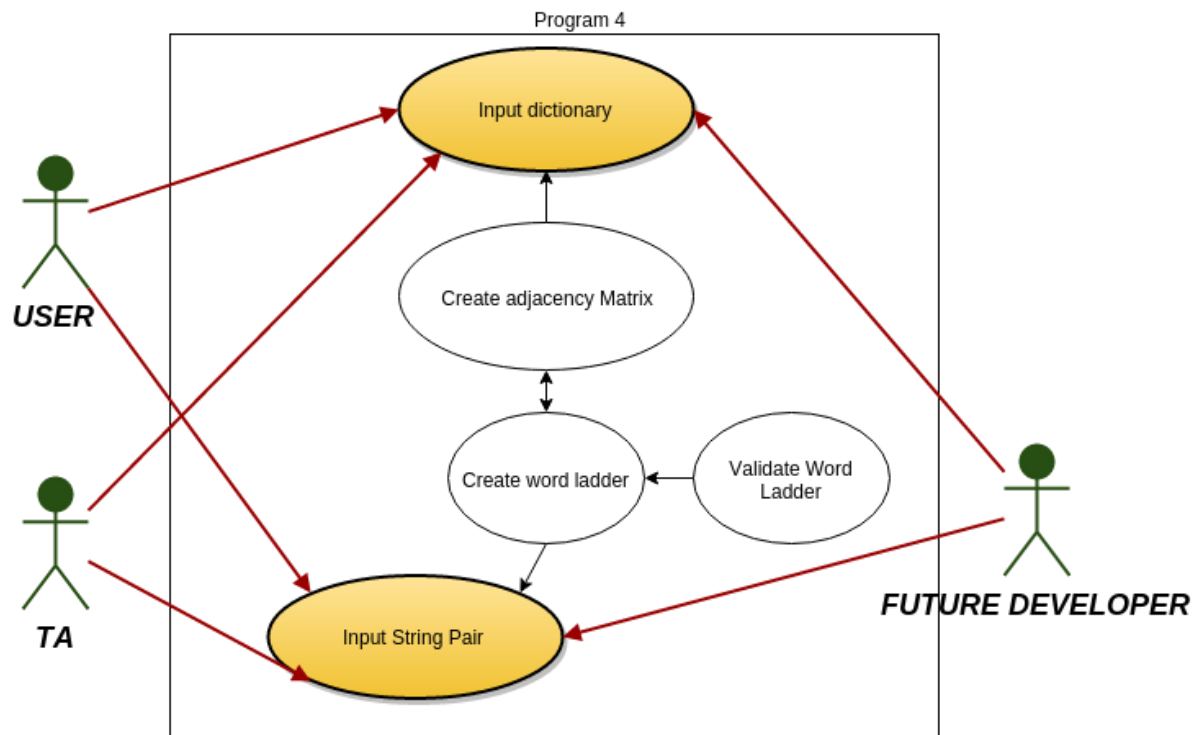 Program 4
Input dictionary
USER
Create adjacency Matrix
Create word ladder
Validate Word
Ladder
TA
FUTURE DEVELOPER
Input String Pair